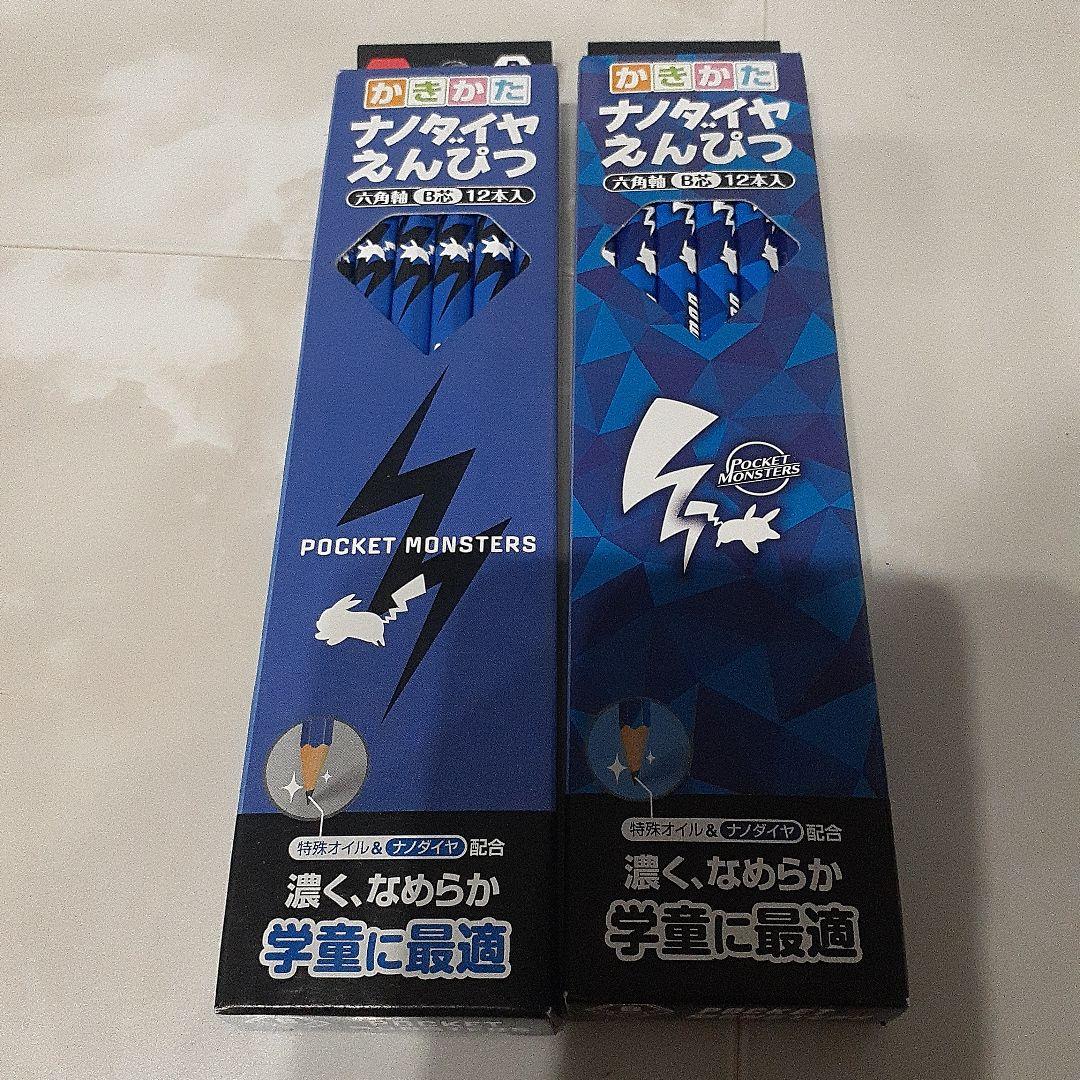 かきかた
ナノダイヤ
えんぴつ
六角軸 B芯 12本入
POCKET MONSTERS
特殊オイル&ナノダイヤ配合
濃く、なめらか
学童に最適
かきかた
ナノダイヤ
えんぴつ
六角軸 B芯 12本入
POCKET
MONSTERS
特殊オイル&ナノダイヤ配合
濃く、なめらか
学童に最適
POCKET